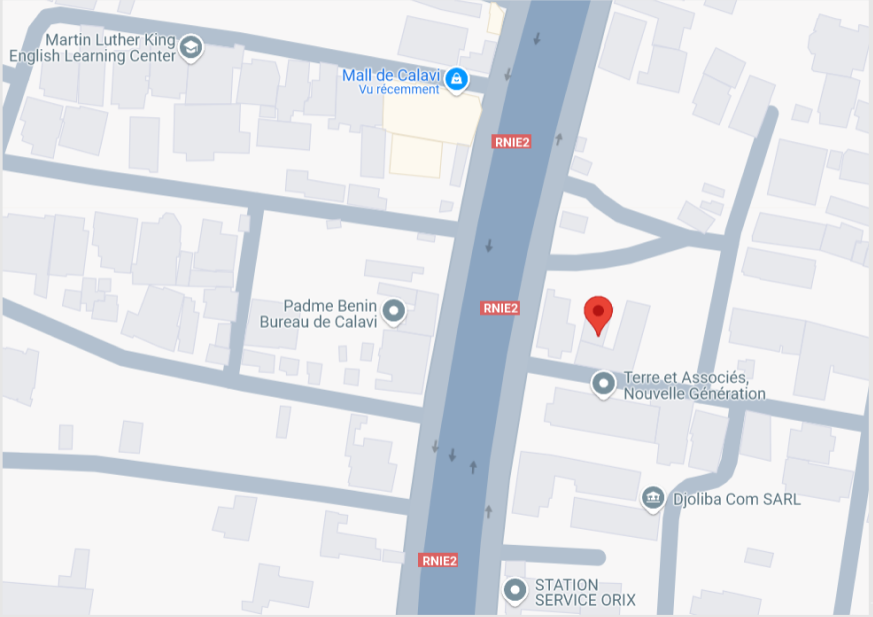 Martin Luther King
English Learning Center
Mall de Calavi
Vu récemment
RNIE2
Padme Benin
Bureau de Calavi
RNIE2
Terre et Associés,
Nouvelle Génération
Djoliba Com SARL
RNIE2
STATION
SERVICE ORIX